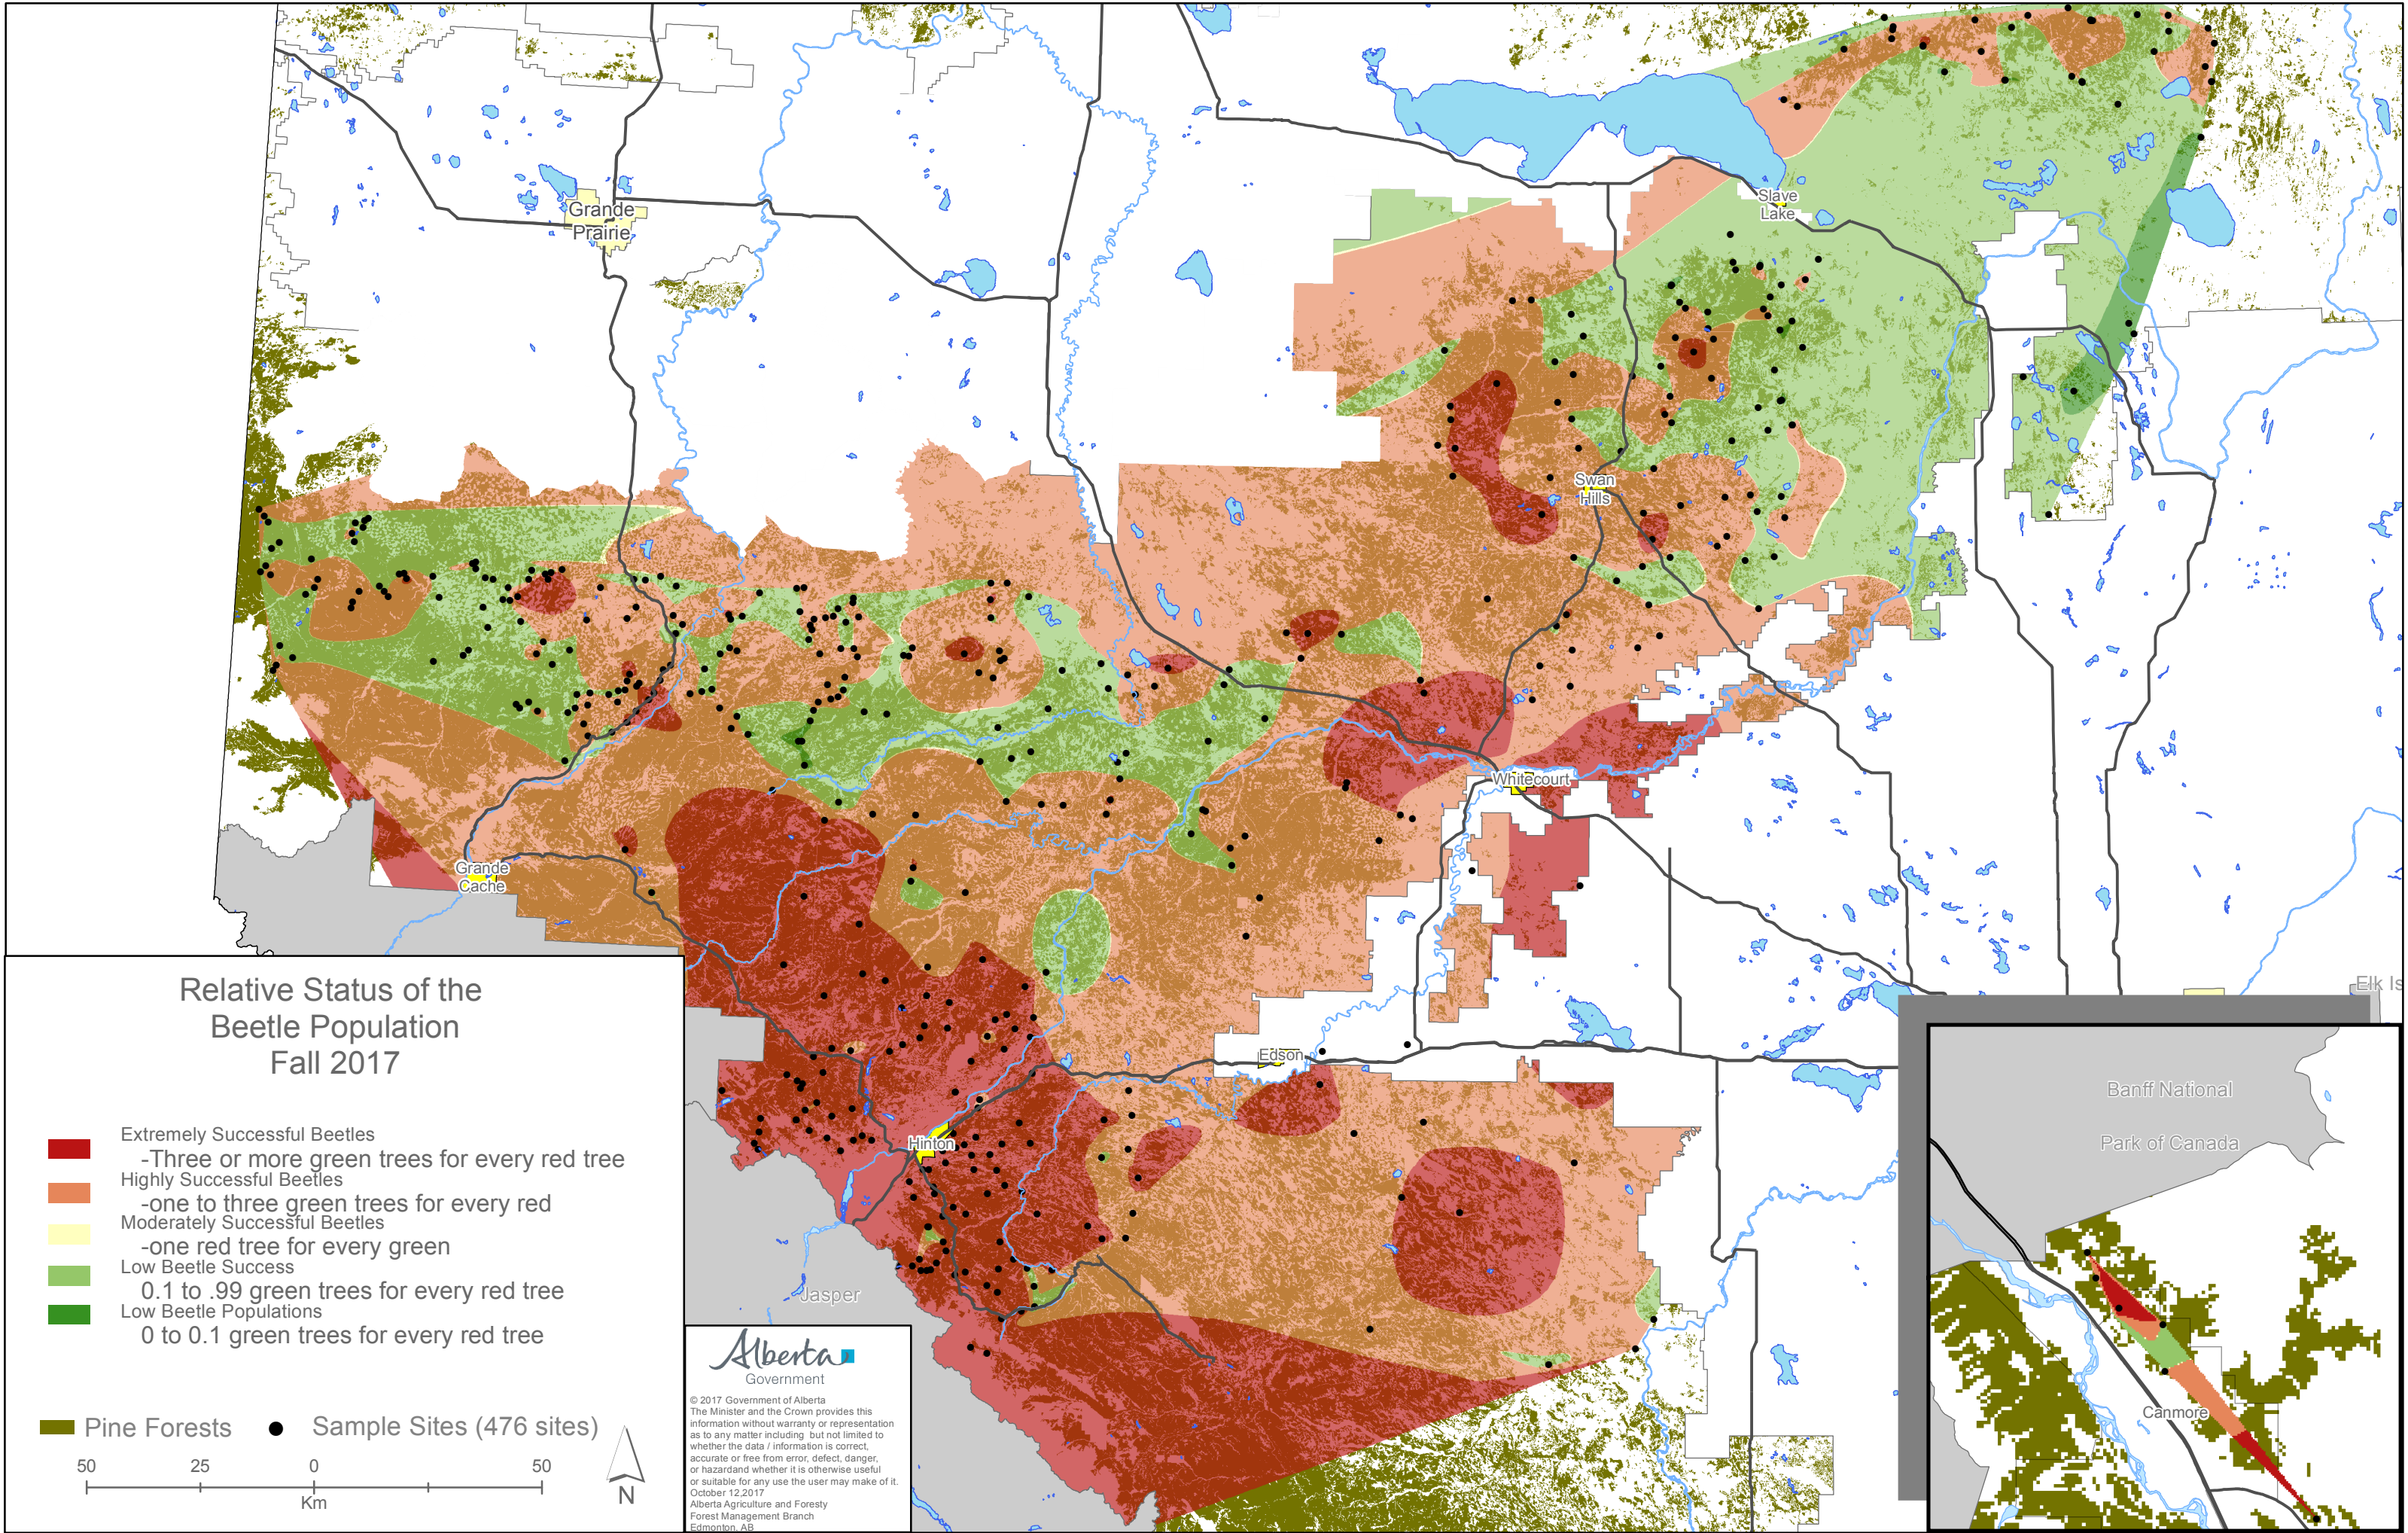 Grande
Prairie
Slave
Lake
Swan
Hills
Whitecourt
Grande
Cache
Edson
Hinton
Jasper
Elk Is
Relative Status of the
Beetle Population
Fall 2017
Extremely Successful Beetles
-Three or more green trees for every red tree
Highly Successful Beetles
-one to three green trees for every red
Moderately Successful Beetles
-one red tree for every green
Low Beetle Success
0.1 to .99 green trees for every red tree
Low Beetle Populations
0 to 0.1 green trees for every red tree
Pine Forests
Sample Sites (476 sites)
50 25 0 50
Km
N
Alberta
Government
© 2017 Government of Alberta
The Minister and the Crown provides this
information without warranty or representation
as to any matter including but not limited to
whether the data / information is correct,
accurate or free from error, defect, danger,
or hazardand whether it is otherwise useful
or suitable for any use the user may make of it.
October 12,2017
Alberta Agriculture and Foresty
Forest Management Branch
Edmonton, AB
Banff National
Park of Canada
Canmore